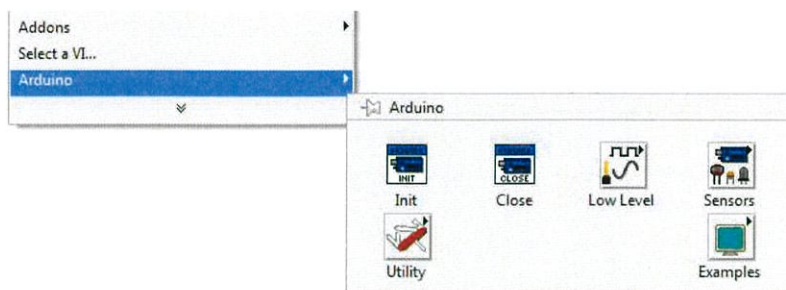 Addons
Select a VI...
Arduino
Arduino
INIT
CLOSE
Init
Close
Low Level
Sensors
Utility
Examples